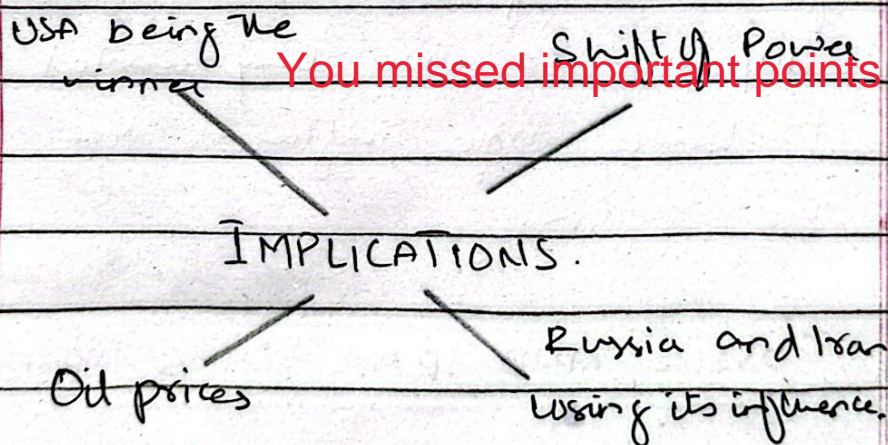 USA being the
winner
Shift of Power
You missed important points
IMPLICATIONS.
Oil prices
Russia and Iran
losing its influence.